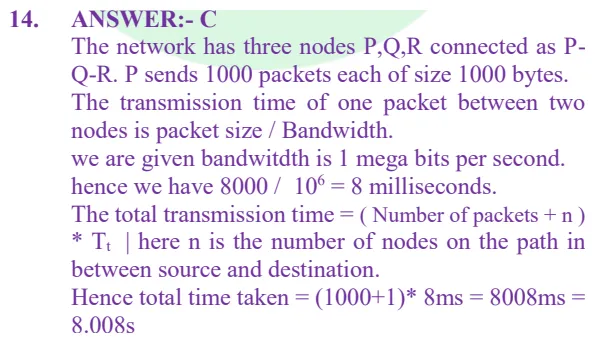 14. ANSWER:- C
The network has three nodes P,Q,R connected as P-
Q-R. P sends 1000 packets each of size 1000 bytes.
The transmission time of one packet between two
nodes is packet size / Bandwidth.
we are given bandwitdth is 1 mega bits per second.
hence we have 8000 / 10⁶ = 8 milliseconds.
The total transmission time = ( Number of packets + n )
* Tₜ | here n is the number of nodes on the path in
between source and destination.
Hence total time taken = (1000+1)* 8ms = 8008ms =
8.008s